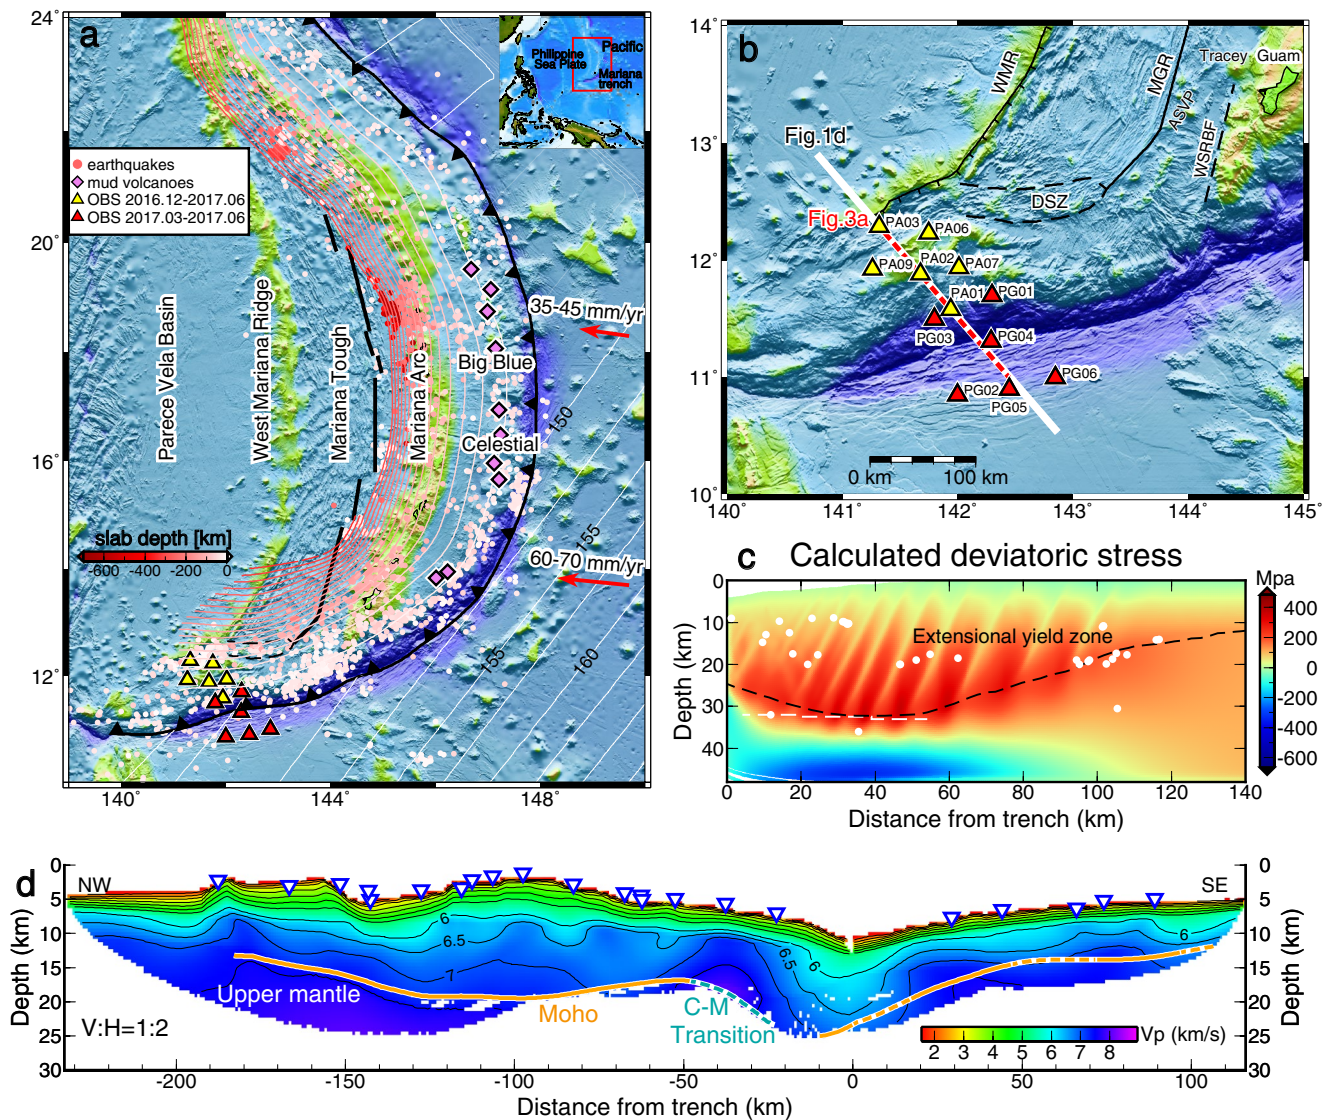 a
24°
20°
16°
12°
140°
144°
148°
Philippine
Sea Plate
Pacific
Mariana
trench
earthquakes
mud volcanoes
OBS 2016.12-2017.06
OBS 2017.03-2017.06
35-45 mm/yr
Big Blue
Celestial
Parece Vela Basin
West Mariana Ridge
Mariana Tough
Mariana Arc
150
155
60-70 mm/yr
155
160
slab depth [km]
-600 -400 -200 0
b
14°
13°
12°
11°
10°
140°
141°
142°
143°
144°
145°
WMR
MGR
ASVP
WSRBF
Tracey Guam
Fig.1d
DSZ
Fig.3a
PA03
PA06
PA09
PA02
PA07
PA01
PG01
PG03
PG04
PG02
PG05
PG06
0 km 100 km
c Calculated deviatoric stress
Mpa
0
10
20
30
40
Depth (km)
Extensional yield zone
400
200
0
-200
-400
-600
0 20 40 60 80 100 120 140
Distance from trench (km)
d
NW
SE
0
5
10
15
20
25
30
Depth (km)
6
6.5
7
6.5
6
6
Upper mantle
Moho
C-M
Transition
V:H=1:2
2 3 4 5 6 7 8
Vp (km/s)
0
5
10
15
20
25
30
Depth (km)
-200 -150 -100 -50 0 50 100
Distance from trench (km)